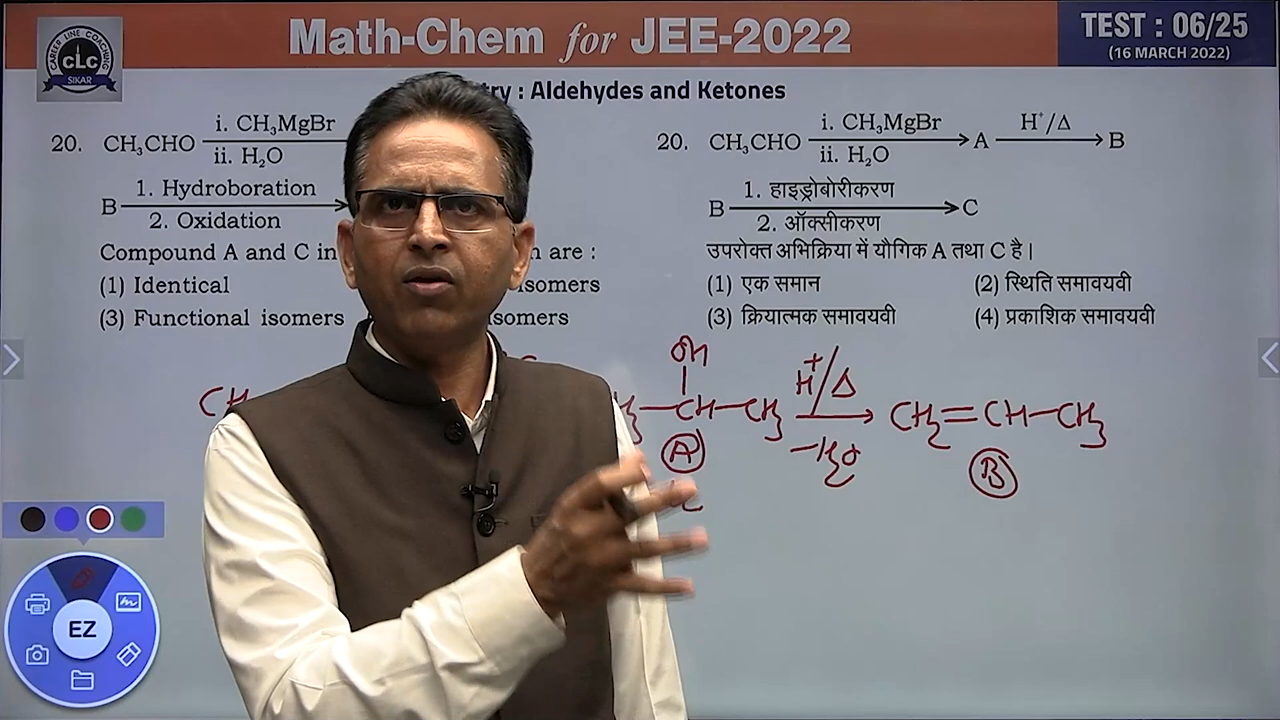 CAREER LINE COACHING
CLC
SIKAR
Math-Chem for JEE-2022
TEST : 06/25
(16 MARCH 2022)
: Aldehydes and Ketones
20. CH₃CHO i. CH₃MgBr
ii. H₂O
B 1. Hydroboration
2. Oxidation
Compound A and C in are :
(1) Identical isomers
(3) Functional isomers
20. CH₃CHO i. CH₃MgBr ii. H₂O → A H⁺/Δ → B
B 1. हाइड्रोबोरीकरण
2. ऑक्सीकरण → C
उपरोक्त अभिक्रिया में यौगिक A तथा C है।
(1) एक समान (2) स्थिति समावयवी
(3) क्रियात्मक समावयवी (4) प्रकाशिक समावयवी
OH
CH—CH₃ H⁺/Δ → CH₂=CH—CH₃
-H₂O
A B
EZ